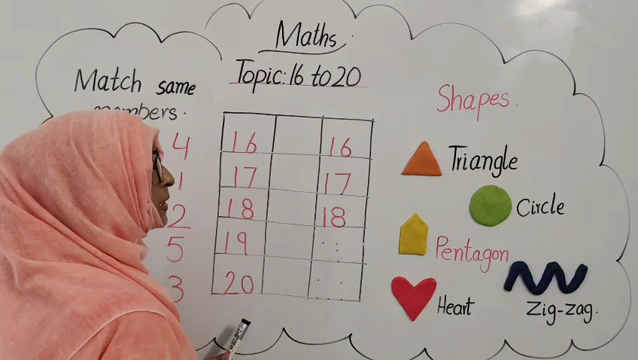 Maths.
Topic: 16 to 20
Match same
numbers.
4
1
2
5
3
16 16
17 17
18 18
19
20
Shapes.
Triangle
Circle
Pentagon
Heart
Zig-zag.